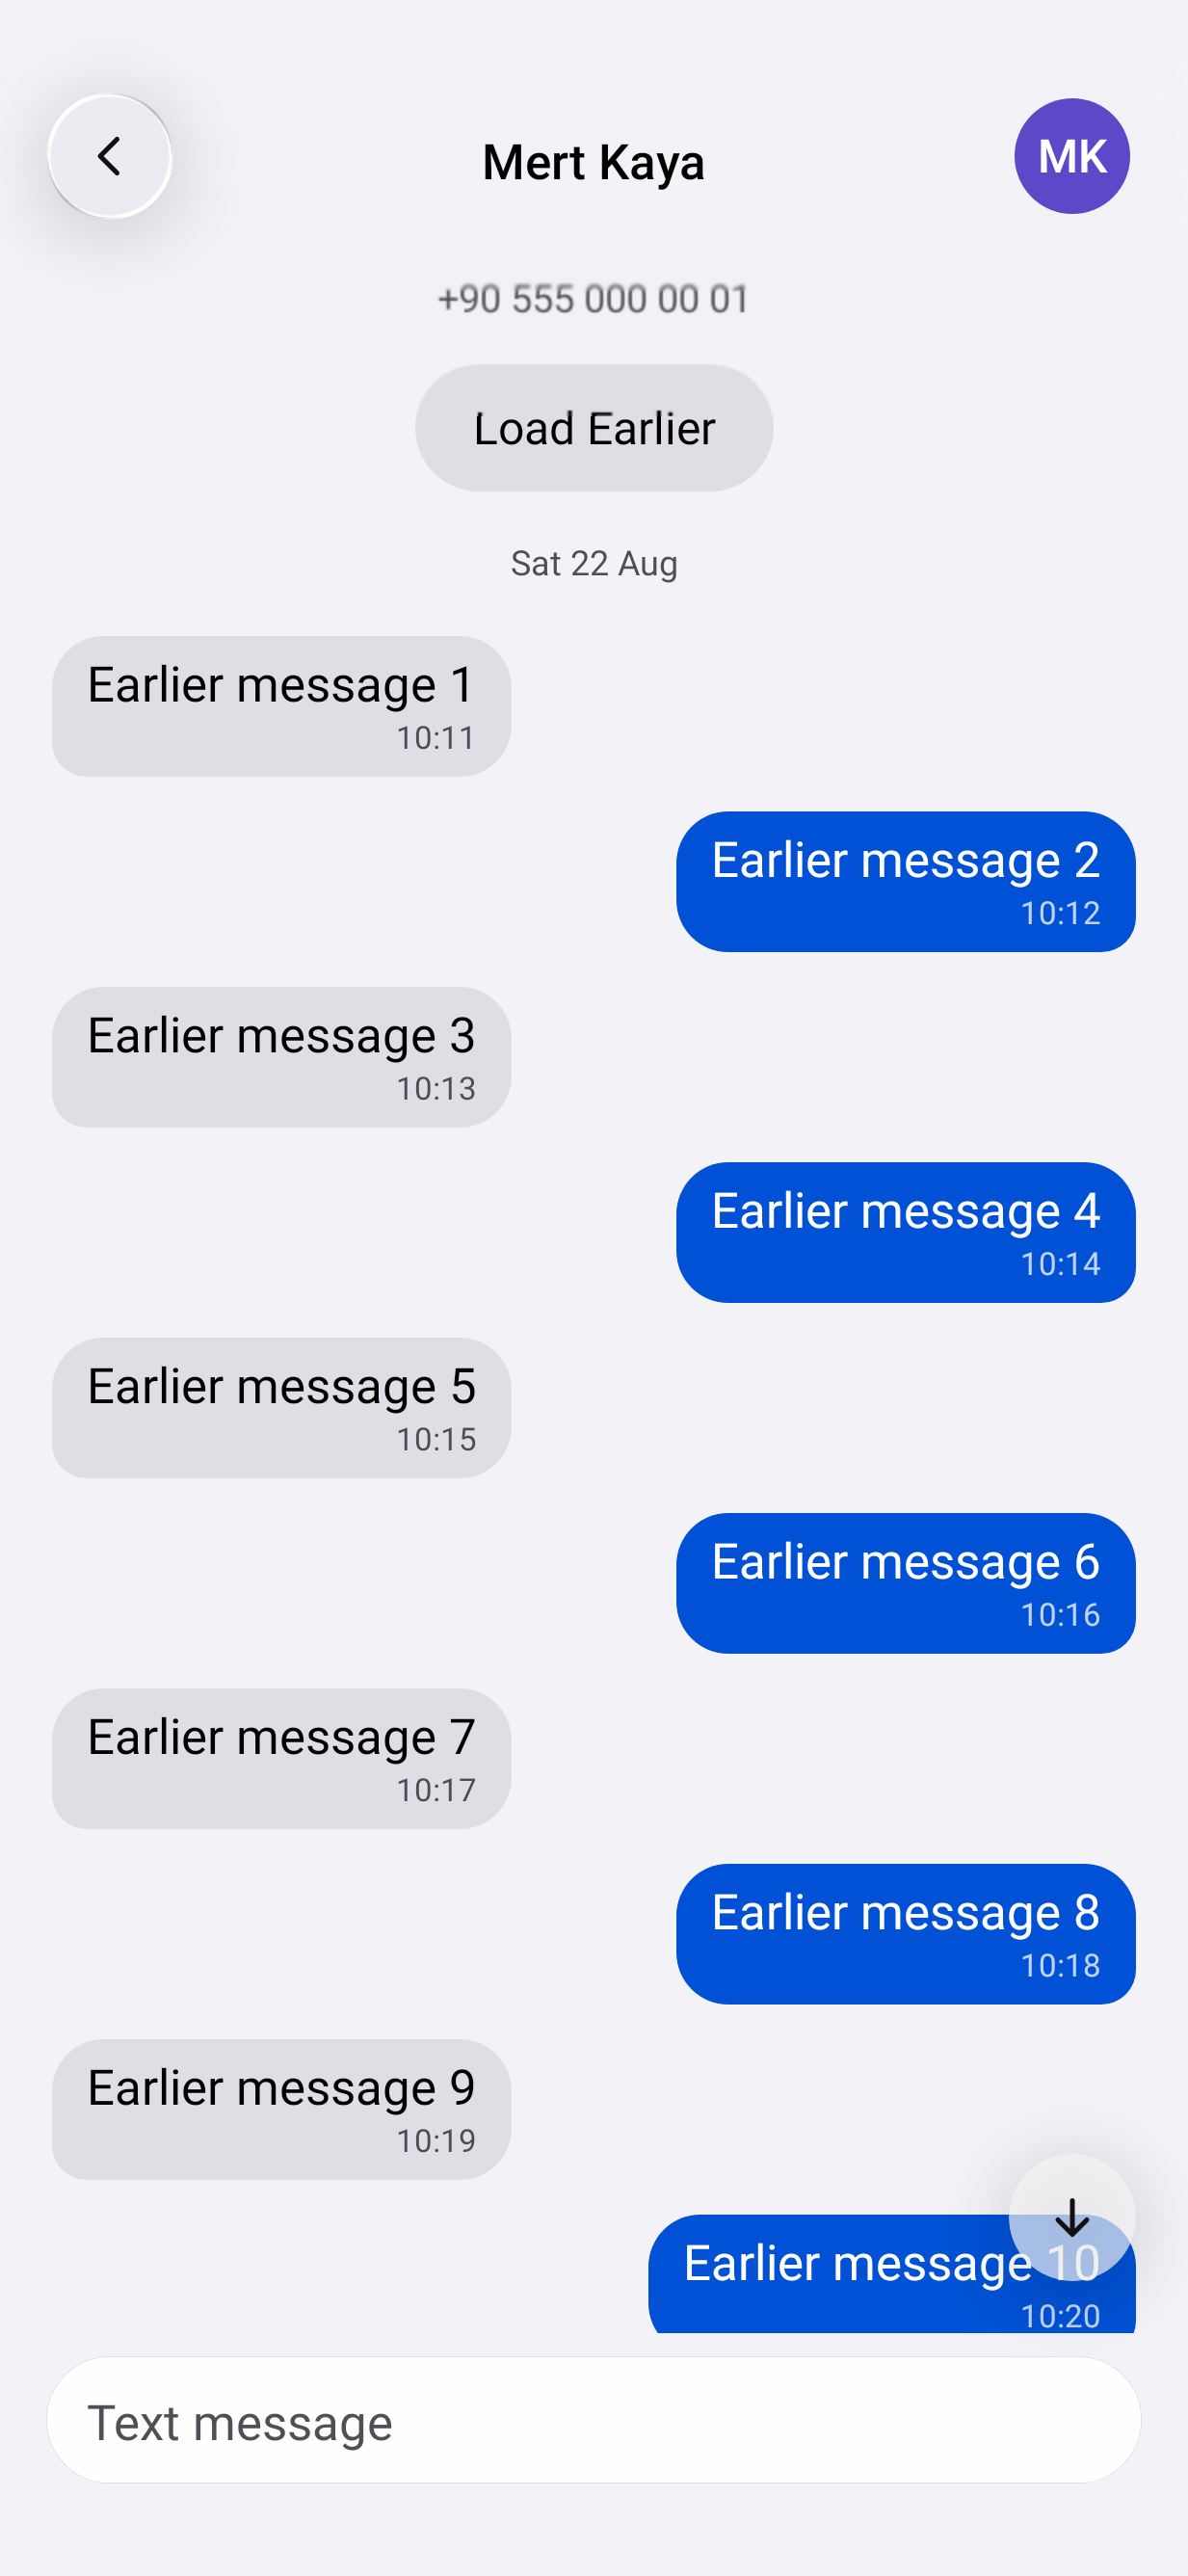 Mert Kaya
MK
+90 555 000 00 01
Load Earlier
Sat 22 Aug
Earlier message 1
10:11
Earlier message 2
10:12
Earlier message 3
10:13
Earlier message 4
10:14
Earlier message 5
10:15
Earlier message 6
10:16
Earlier message 7
10:17
Earlier message 8
10:18
Earlier message 9
10:19
Earlier message 10
10:20
Text message